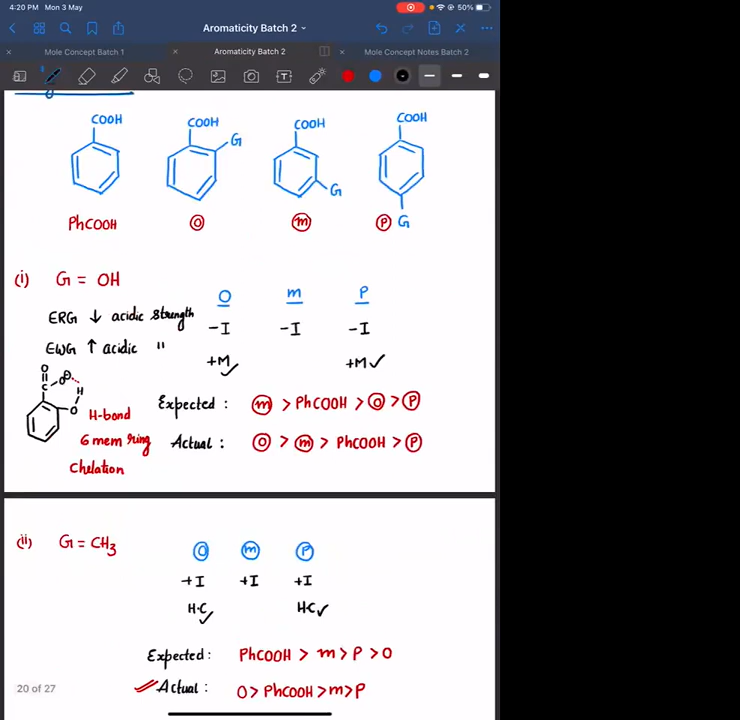 4:20 PM Mon 3 May
50%
Aromaticity Batch 2
Mole Concept Batch 1
Aromaticity Batch 2
Mole Concept Notes Batch 2
COOH COOH COOH COOH
G
G
PhCOOH O m P G
(i) G = OH
O m P
ERG ↓ acidic strength
-I -I -I
EWG ↑ acidic "
+M ✓ +M ✓
O
C O⊖
H
O
H-bond
6 mem ring
Chelation
Expected : m > PhCOOH > O > P
Actual : O > m > PhCOOH > P
(ii) G = CH3
O m P
+I +I +I
H·C ✓ H·C ✓
Expected: PhCOOH > m > P > O
Actual : O > PhCOOH > m > P
20 of 27